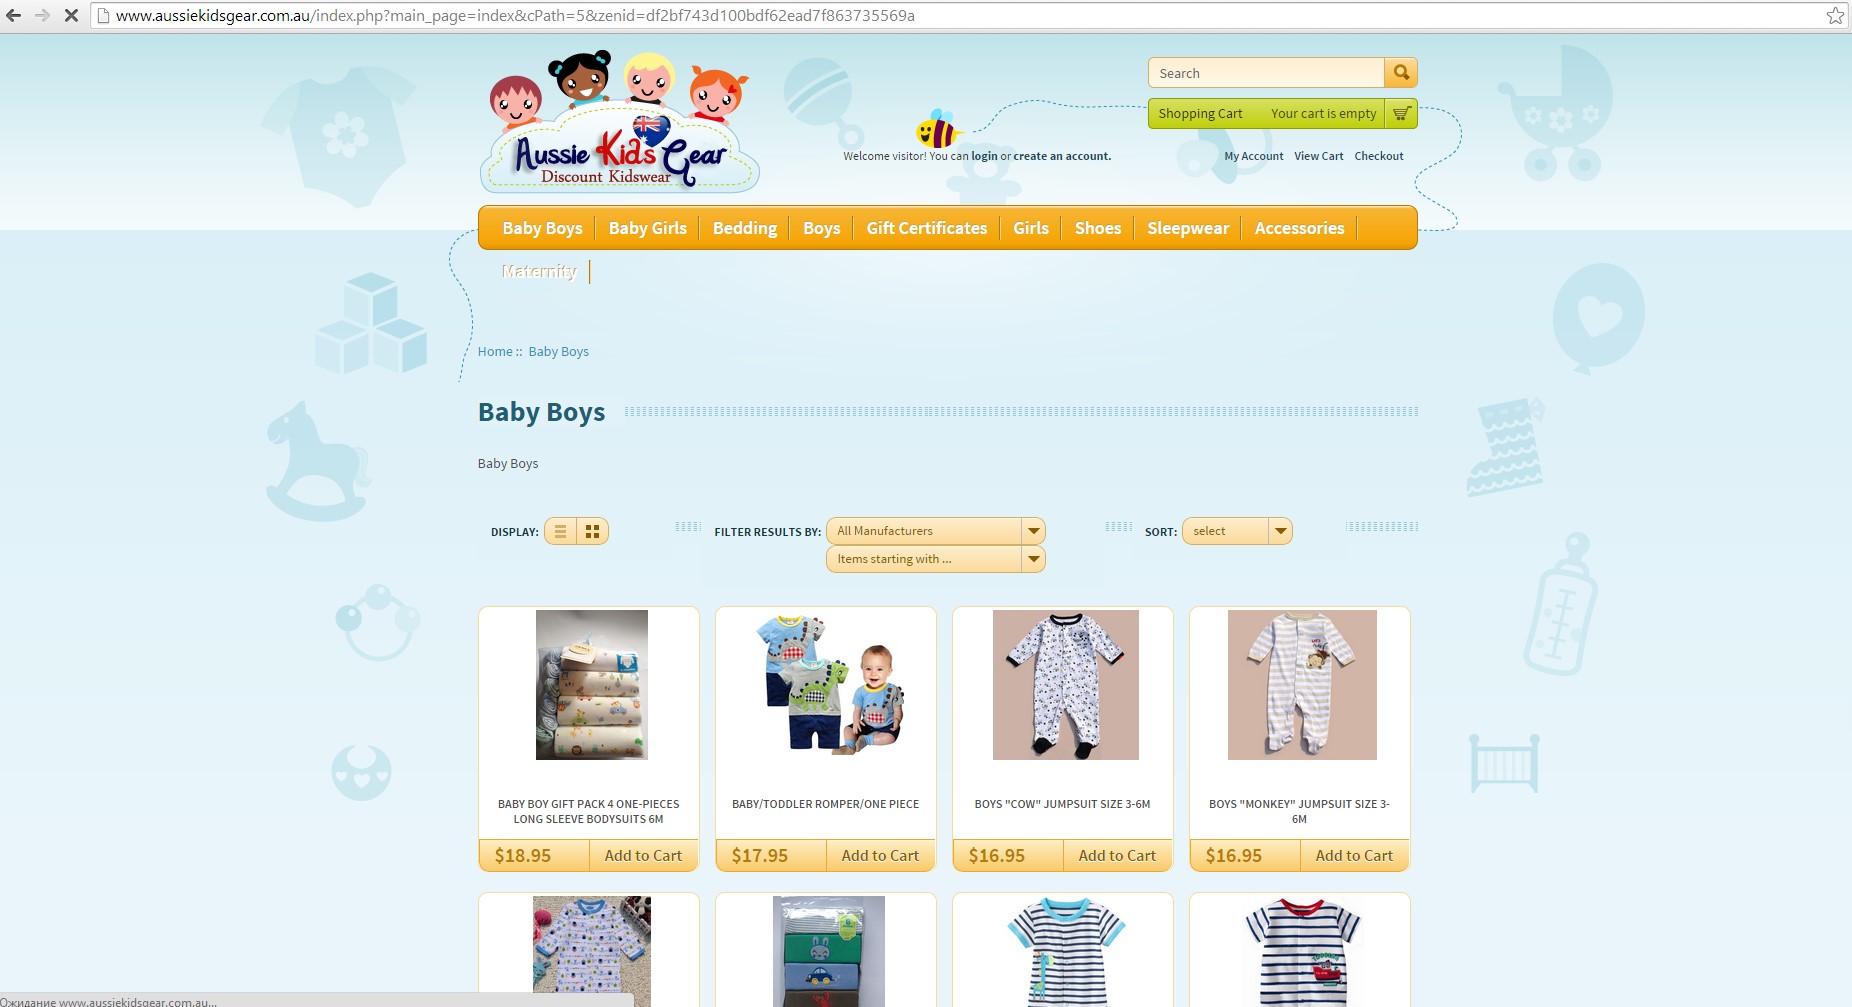 www.aussiekidsgear.com.au/index.php?main_page=index&cPath=5&zenid=df2bf743d100bdf62ead7f863735569a
Aussie Kids Gear
Discount Kidswear
Search
Shopping Cart Your cart is empty
Welcome visitor! You can login or create an account.
My Account View Cart Checkout
Baby Boys Baby Girls Bedding Boys Gift Certificates Girls Shoes Sleepwear Accessories
Maternity
Home :: Baby Boys
Baby Boys
Baby Boys
DISPLAY: FILTER RESULTS BY: All Manufacturers SORT: select
Items starting with ...
BABY BOY GIFT PACK 4 ONE-PIECES
LONG SLEEVE BODYSUITS 6M
BABY/TODDLER ROMPER/ONE PIECE
BOYS "COW" JUMPSUIT SIZE 3-6M
BOYS "MONKEY" JUMPSUIT SIZE 3-
6M
$18.95 Add to Cart
$17.95 Add to Cart
$16.95 Add to Cart
$16.95 Add to Cart
Ожидание www.aussiekidsgear.com.au...